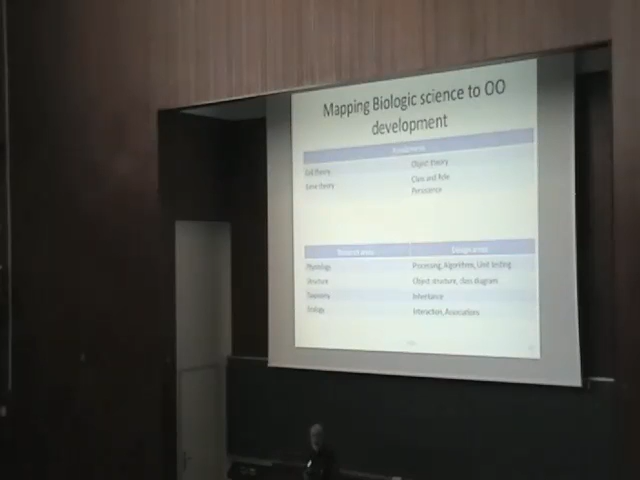 Mapping Biologic science to OO
development
Cell theory Object theory
Gene theory Class and Role
Persistence
Physiology Processing, Algorithms, Unit testing
Structure Object structure, class diagram
Taxonomy Inheritance
Ecology Interaction, Associations